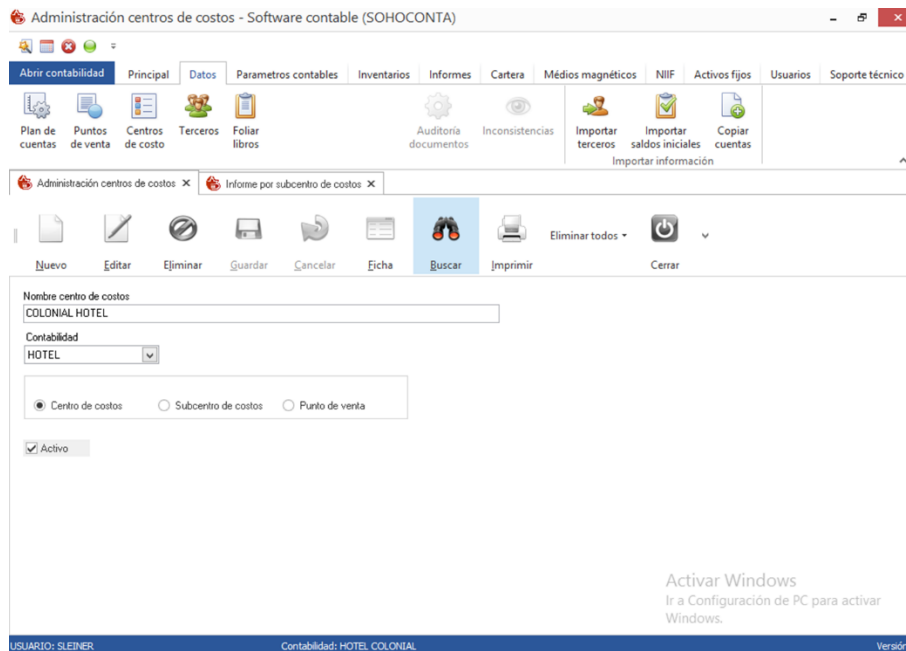 Administración centros de costos - Software contable (SOHOCONTA)
Abrir contabilidad Principal Datos Parametros contables Inventarios Informes Cartera Médios magnéticos NIIF Activos fijos Usuarios Soporte técnico
Plan de cuentas
Puntos de venta
Centros de costo
Terceros
Foliar libros
Auditoría documentos
Inconsistencias
Importar terceros
Importar saldos iniciales
Copiar cuentas
Importar información
Administración centros de costos X Informe por subcentro de costos X
Nuevo Editar Eliminar Guardar Cancelar Ficha Buscar Imprimir Eliminar todos Cerrar
Nombre centro de costos
COLONIAL HOTEL
Contabilidad
HOTEL
Centro de costos Subcentro de costos Punto de venta
Activo
Activar Windows
Ir a Configuración de PC para activar
Windows.
USUARIO: SLEINER Contabilidad: HOTEL COLONIAL Versión